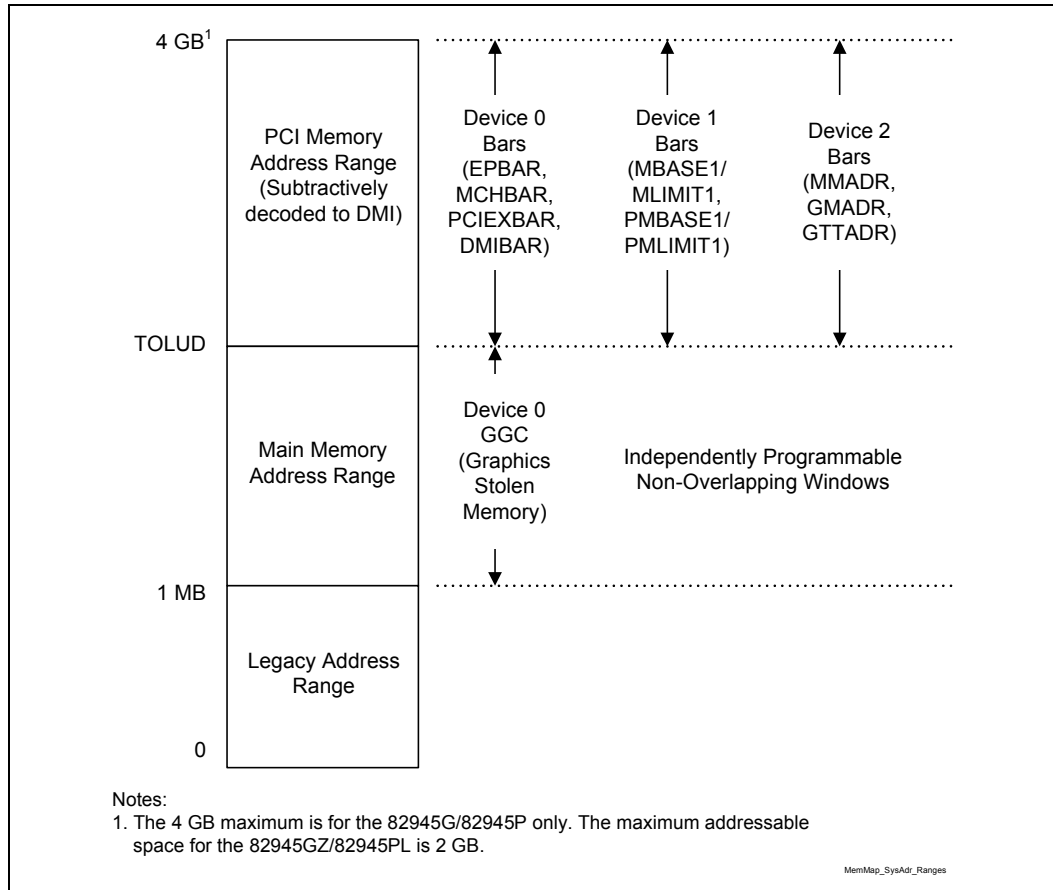 4 GB1
PCI Memory
Address Range
(Subtractively
decoded to DMI)
Device 0
Bars
(EPBAR,
MCHBAR,
PCIEXBAR,
DMIBAR)
Device 1
Bars
(MBASE1/
MLIMIT1,
PMBASE1/
PMLIMIT1)
Device 2
Bars
(MMADR,
GMADR,
GTTADR)
TOLUD
Main Memory
Address Range
Device 0
GGC
(Graphics
Stolen
Memory)
Independently Programmable
Non-Overlapping Windows
1 MB
Legacy Address
Range
0
Notes:
1. The 4 GB maximum is for the 82945G/82945P only. The maximum addressable
space for the 82945GZ/82945PL is 2 GB.
MemMap_SysAdr_Ranges